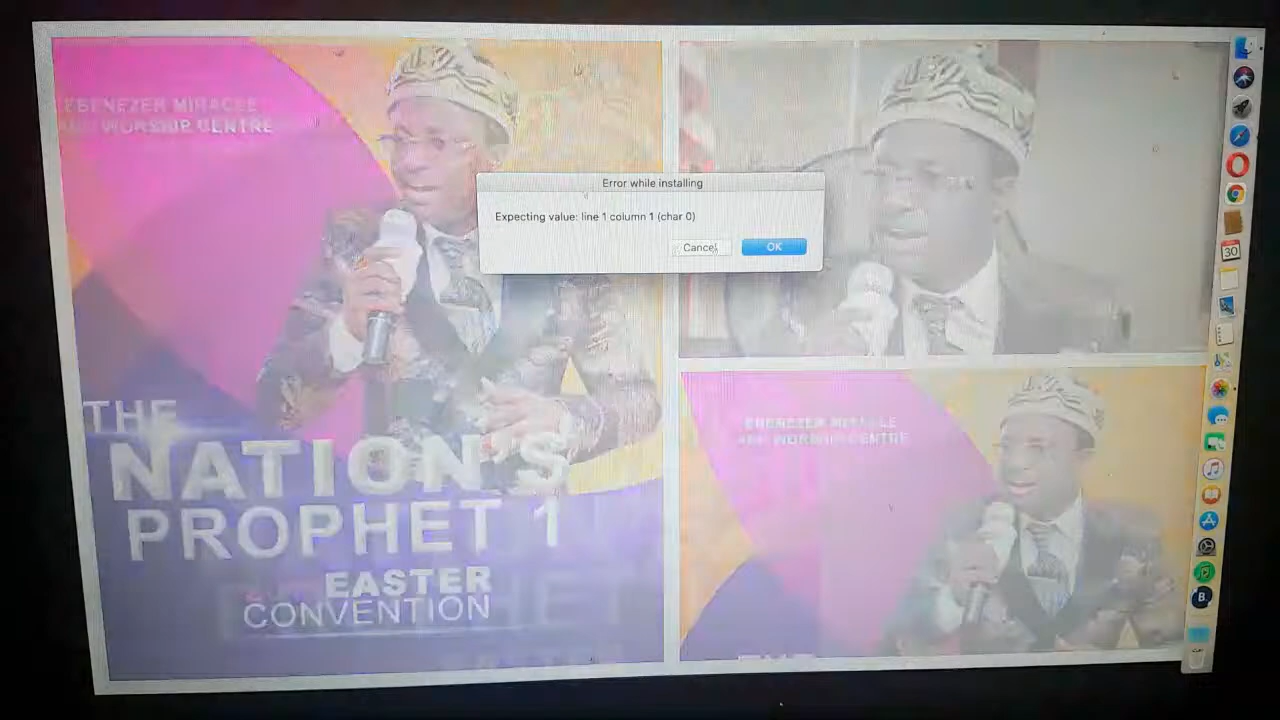 EBENEZER MIRACLE
AND WORSHIP CENTRE
Error while installing
Expecting value: line 1 column 1 (char 0)
Cancel
OK
30
THE
NATION'S
PROPHET 1
EASTER
CONVENTION
EBENEZER MIRACLE
AND WORSHIP CENTRE
B.